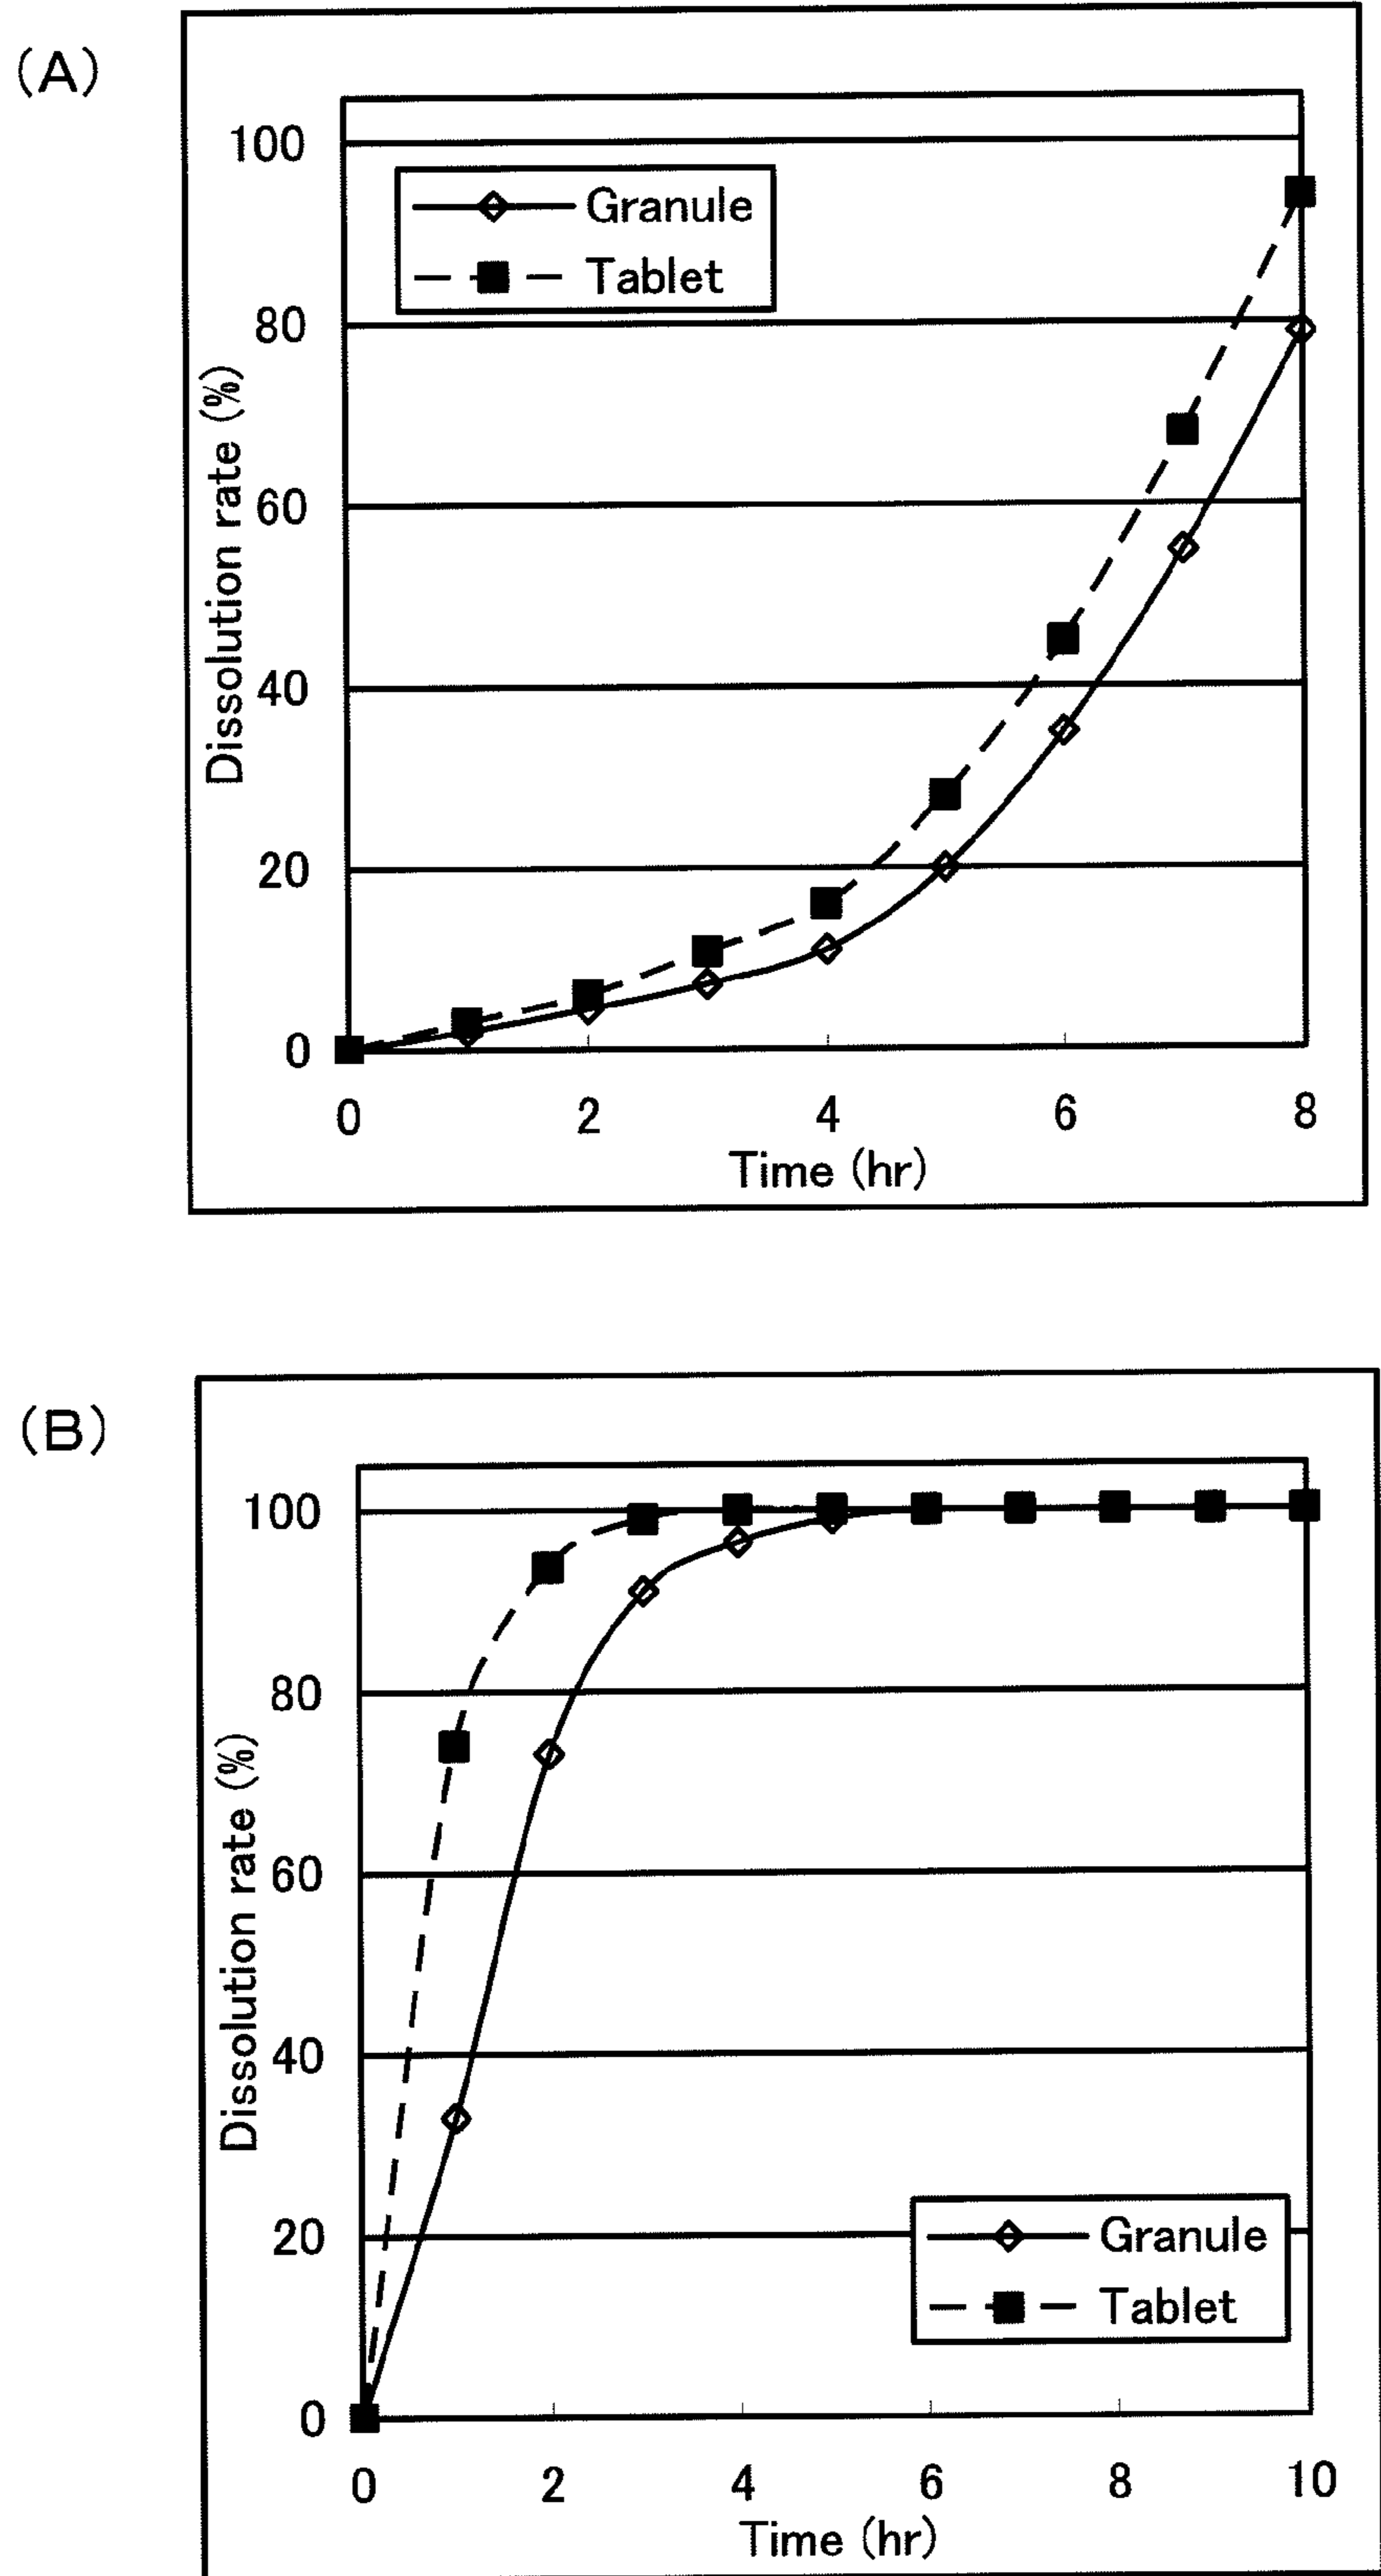 (A)
100
80
60
40
20
0
Dissolution rate (%)
Granule
Tablet
0 2 4 6 8
Time (hr)
(B)
100
80
60
40
20
0
Dissolution rate (%)
Granule
Tablet
0 2 4 6 8 10
Time (hr)